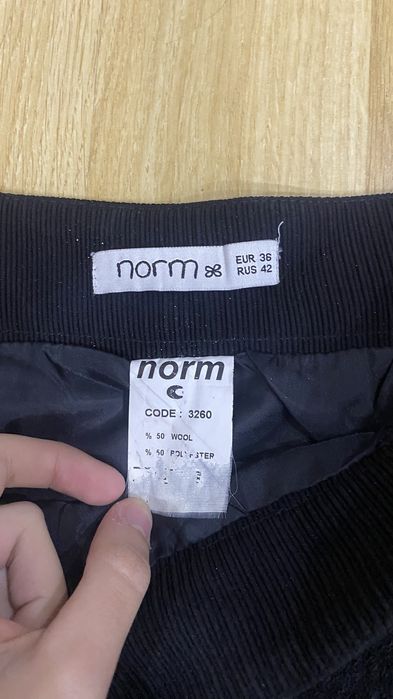 norm
EUR 36
RUS 42
norm
CODE : 3260
% 50 WOOL
% 50 POLYESTER